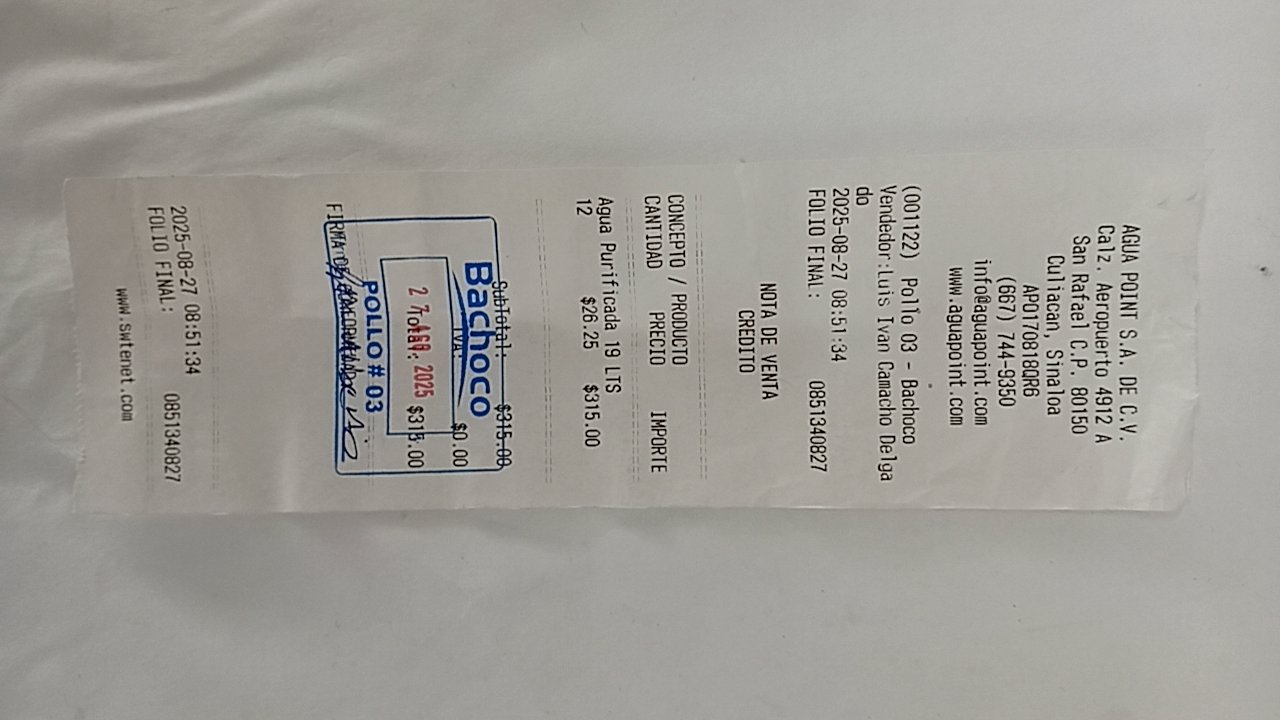 AGUA POINT S.A. DE C.V.
Calz. Aeropuerto 4912 A
San Rafael C.P. 80150
Culiacan, Sinaloa
APO170818QR6
(667) 744-9350
info@aguapoint.com
www.aguapoint.com
(001122) Pollo 03 - Bachoco
Vendedor:Luis Ivan Camacho Delga
do
2025-08-27 08:51:34
FOLIO FINAL: 0851340827
NOTA DE VENTA
CREDITO
CONCEPTO / PRODUCTO
CANTIDAD PRECIO IMPORTE
Agua Purificada 19 LTS
12 $26.25 $315.00
SubTotal: $315.00
Bachoco
IVA: $0.00
27 AGO 2025
Total: $315.00
POLLO # 03
FIRMA
2025-08-27 08:51:34
FOLIO FINAL: 0851340827
www.swtenet.com